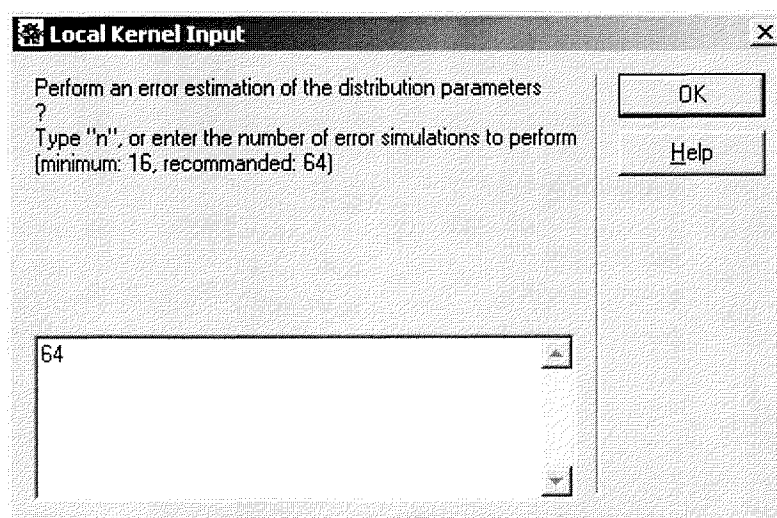 Local Kernel Input
Perform an error estimation of the distribution parameters
?
Type "n", or enter the number of error simulations to perform
(minimum: 16, recommanded: 64)
OK
Help
64